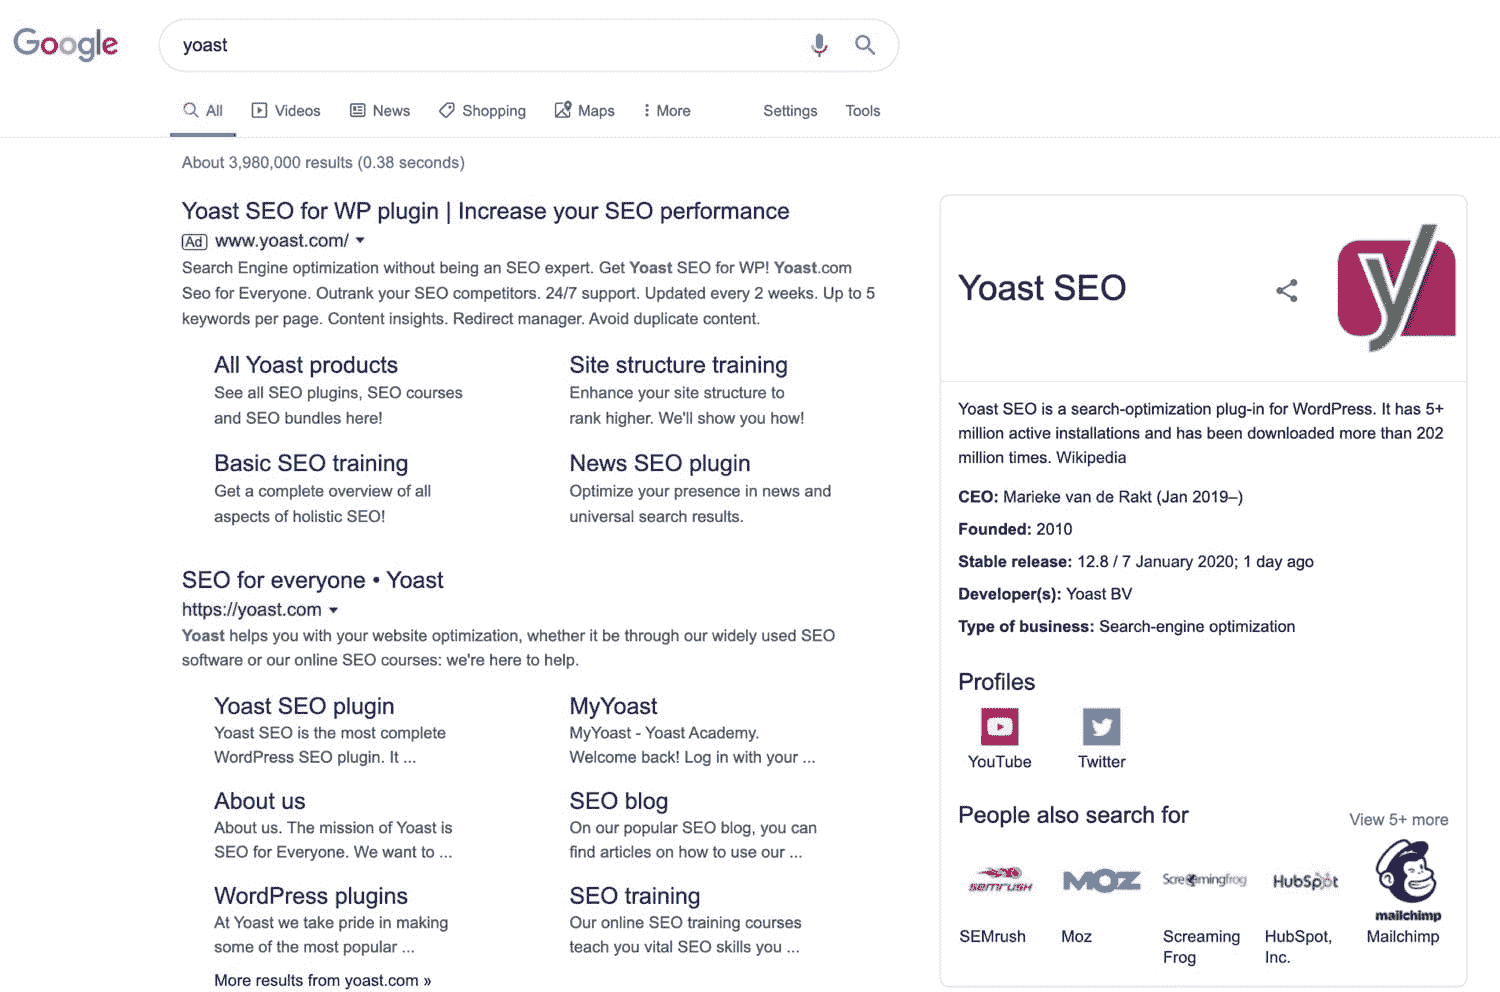 Google
yoast
All Videos News Shopping Maps More Settings Tools
About 3,980,000 results (0.38 seconds)
Yoast SEO for WP plugin | Increase your SEO performance
Ad www.yoast.com/
Search Engine optimization without being an SEO expert. Get Yoast SEO for WP! Yoast.com
Seo for Everyone. Outrank your SEO competitors. 24/7 support. Updated every 2 weeks. Up to 5
keywords per page. Content insights. Redirect manager. Avoid duplicate content.
All Yoast products
See all SEO plugins, SEO courses
and SEO bundles here!
Site structure training
Enhance your site structure to
rank higher. We'll show you how!
Basic SEO training
Get a complete overview of all
aspects of holistic SEO!
News SEO plugin
Optimize your presence in news and
universal search results.
SEO for everyone • Yoast
https://yoast.com
Yoast helps you with your website optimization, whether it be through our widely used SEO
software or our online SEO courses: we're here to help.
Yoast SEO plugin
Yoast SEO is the most complete
WordPress SEO plugin. It ...
MyYoast
MyYoast - Yoast Academy.
Welcome back! Log in with your ...
About us
About us. The mission of Yoast is
SEO for Everyone. We want to ...
SEO blog
On our popular SEO blog, you can
find articles on how to use our ...
WordPress plugins
At Yoast we take pride in making
some of the most popular ...
SEO training
Our online SEO training courses
teach you vital SEO skills you ...
More results from yoast.com »
Yoast SEO
y
Yoast SEO is a search-optimization plug-in for WordPress. It has 5+
million active installations and has been downloaded more than 202
million times. Wikipedia
CEO: Marieke van de Rakt (Jan 2019–)
Founded: 2010
Stable release: 12.8 / 7 January 2020; 1 day ago
Developer(s): Yoast BV
Type of business: Search-engine optimization
Profiles
YouTube
Twitter
People also search for
View 5+ more
semrush
MOZ
Screamingfrog
HubSpot
mailchimp
SEMrush
Moz
Screaming
Frog
HubSpot,
Inc.
Mailchimp